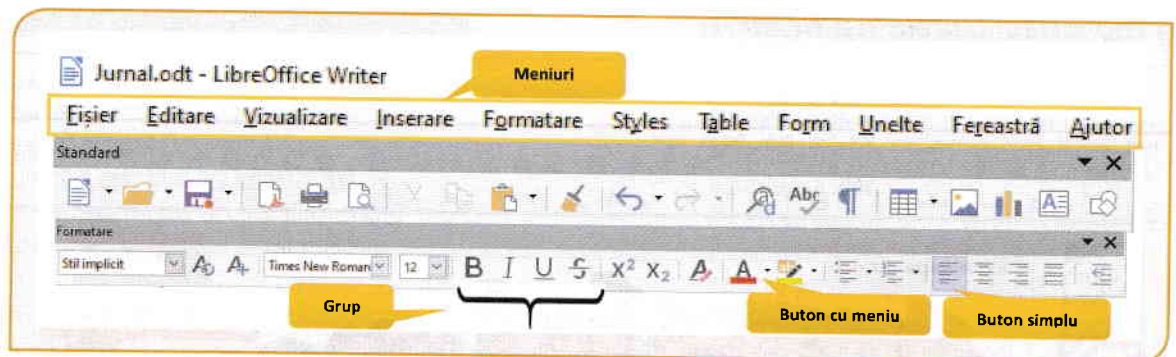 Jurnal.odt - LibreOffice Writer
Meniuri
Fișier Editare Vizualizare Inserare Formatare Styles Table Form Unelte Fereastră Ajutor
Standard
Abc
Formatare
Stil implicit Times New Roman 12 B I U S X² X₂ A A
Grup
Buton cu meniu
Buton simplu